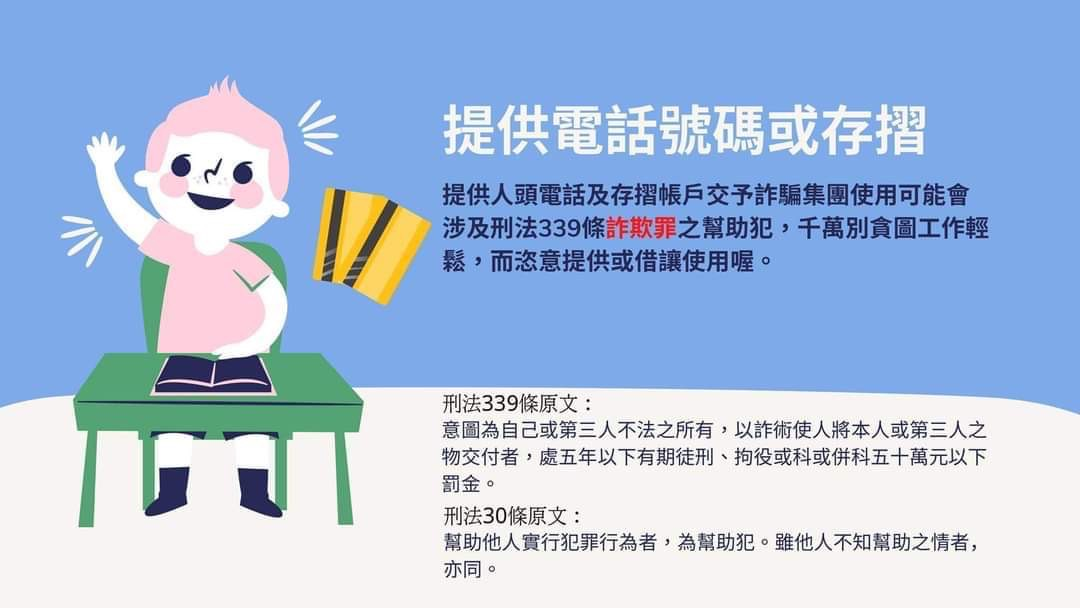 提供電話號碼或存摺
提供人頭電話及存摺帳戶交予詐騙集團使用可能會
涉及刑法339條詐欺罪之幫助犯，千萬別貪圖工作輕
鬆，而恣意提供或借讓使用喔。
刑法339條原文：
意圖為自己或第三人不法之所有，以詐術使人將本人或第三人之
物交付者，處五年以下有期徒刑、拘役或科或併科五十萬元以下
罰金。
刑法30條原文：
幫助他人實行犯罪行為者，為幫助犯。雖他人不知幫助之情者，
亦同。